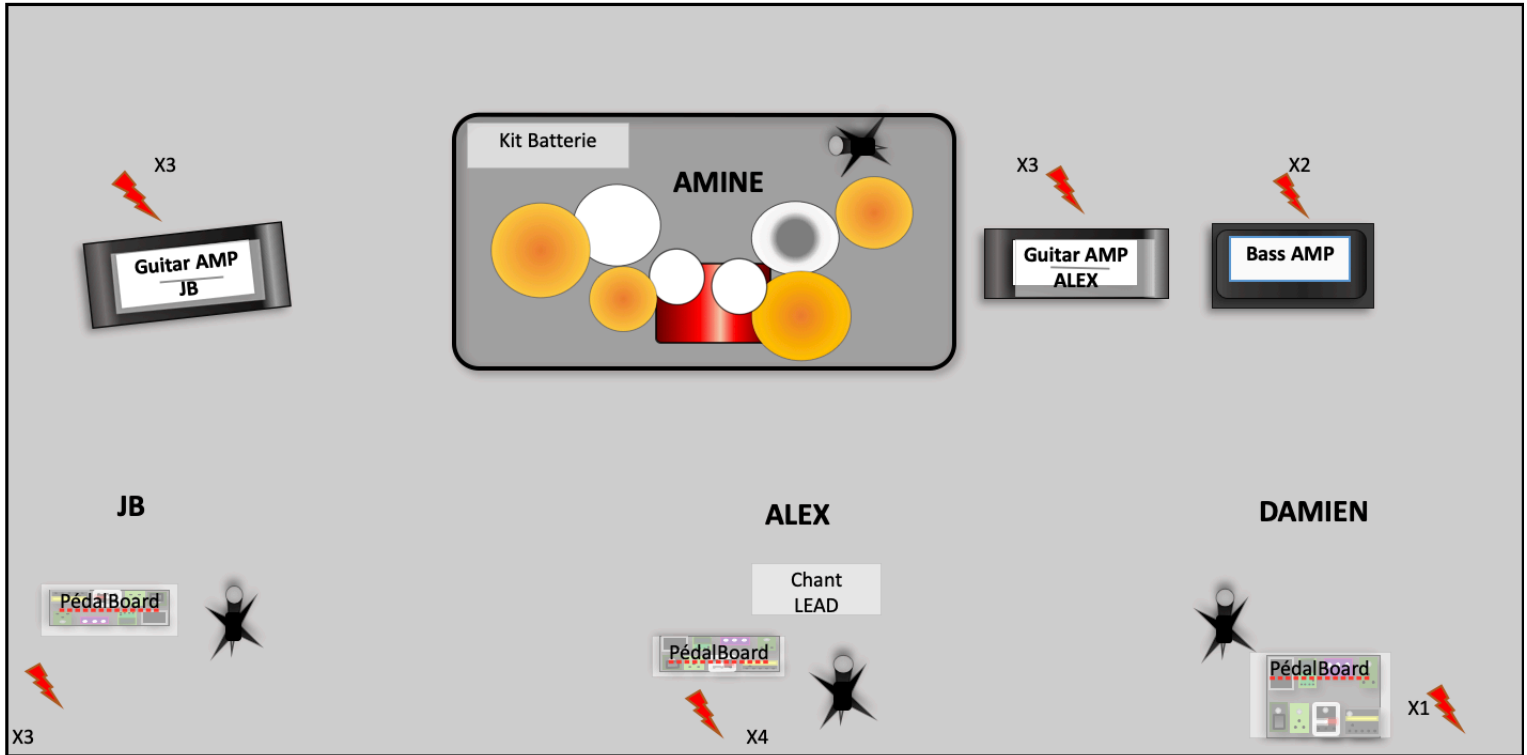 Kit Batterie
AMINE
X3
Guitar AMP
JB
X3
Guitar AMP
ALEX
X2
Bass AMP
JB
ALEX
DAMIEN
PédalBoard
X3
Chant
LEAD
PédalBoard
X4
PédalBoard
X1